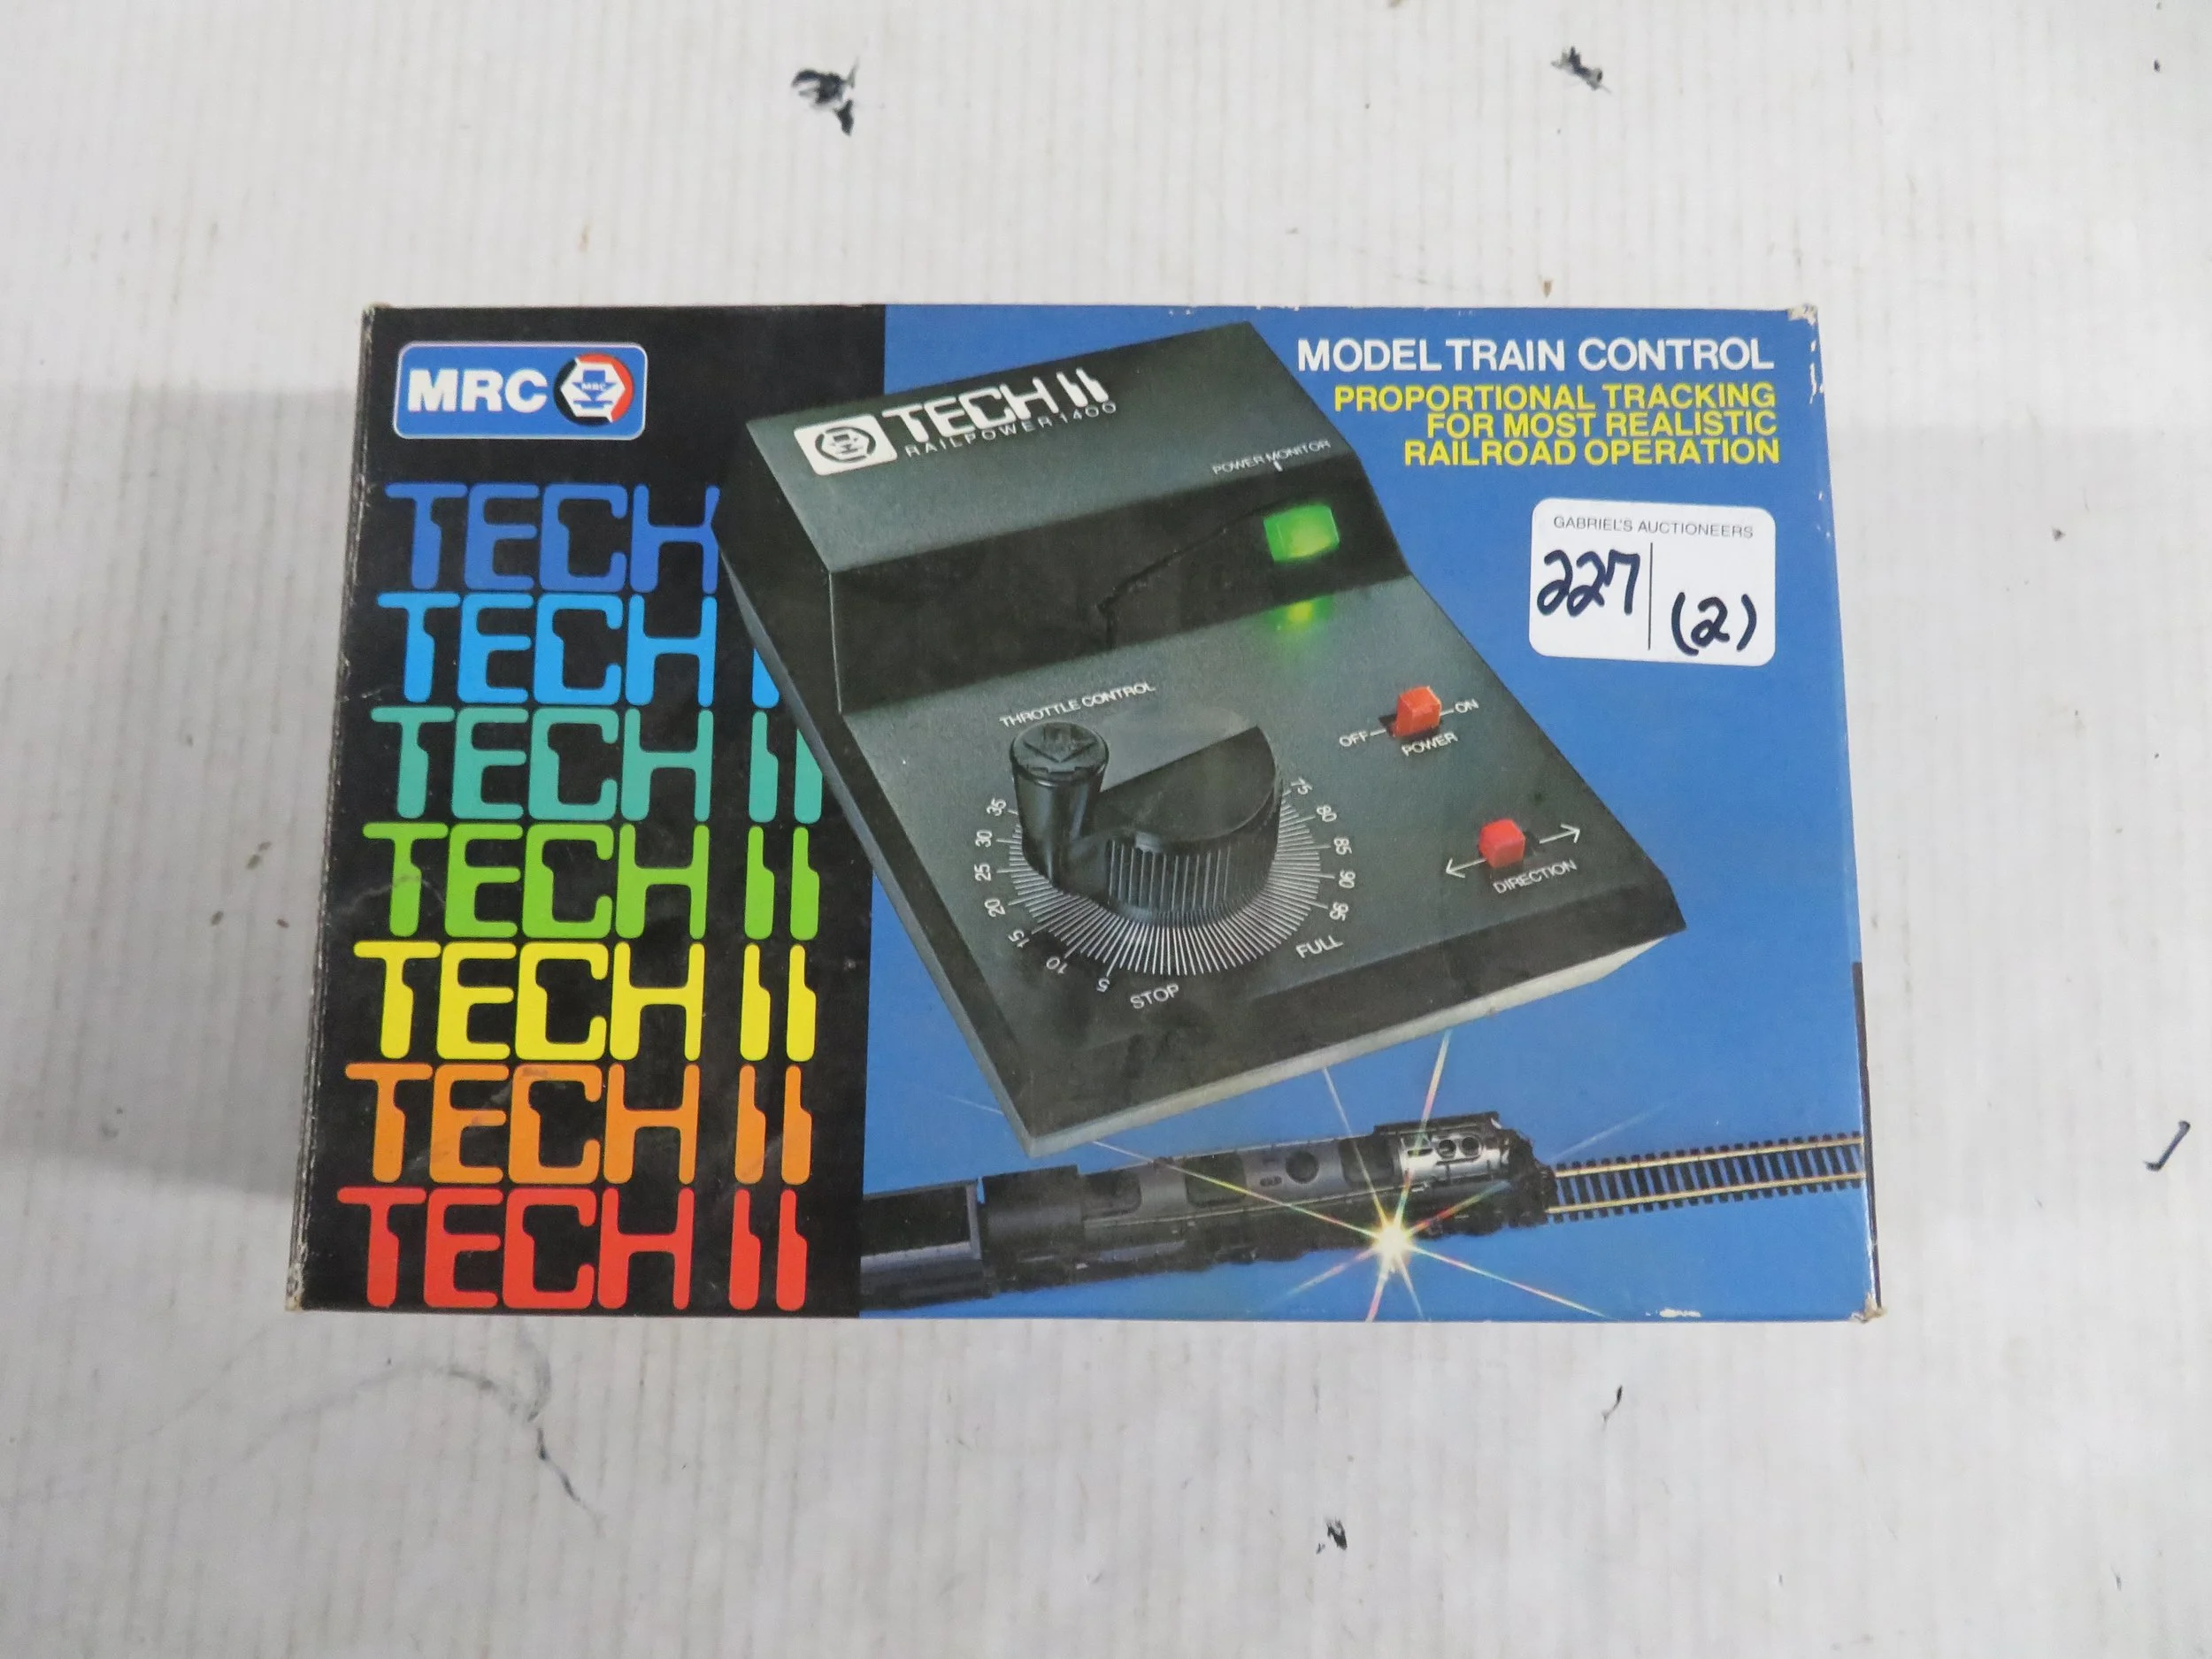 MRC
MRC
TECH
TECH I
TECH II
TECH II
TECH II
TECH II
TECH II
TECH II
RAILPOWER 1400
POWER MONITOR
THROTTLE CONTROL
OFF ON
POWER
DIRECTION
35 30 25 20 15 10 5
STOP
75 80 85 90 95
FULL
MODEL TRAIN CONTROL
PROPORTIONAL TRACKING
FOR MOST REALISTIC
RAILROAD OPERATION
GABRIEL'S AUCTIONEERS
227 (2)